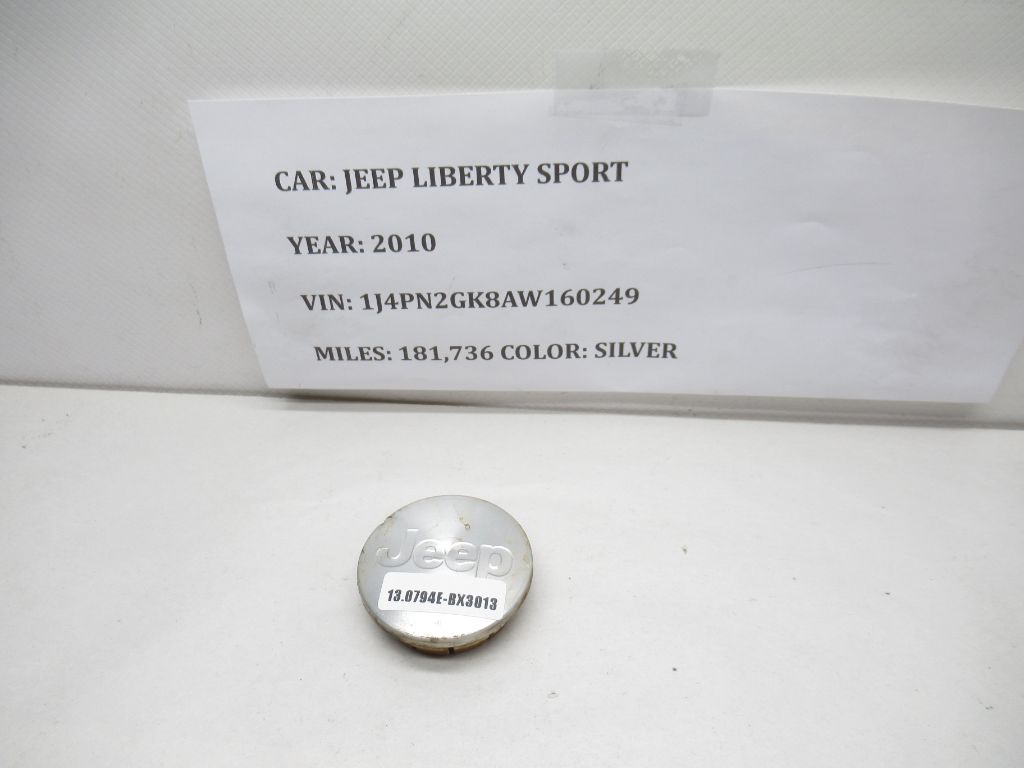 CAR: JEEP LIBERTY SPORT
YEAR: 2010
VIN: 1J4PN2GK8AW160249
MILES: 181,736 COLOR: SILVER
Jeep
13.0794E-BX3013